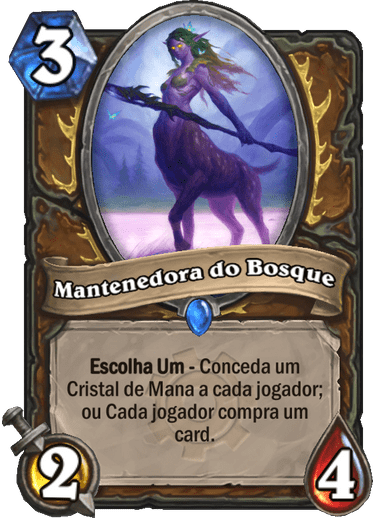 3
Mantenedora do Bosque
Escolha Um - Conceda um
Cristal de Mana a cada jogador;
ou Cada jogador compra um
card.
2
4